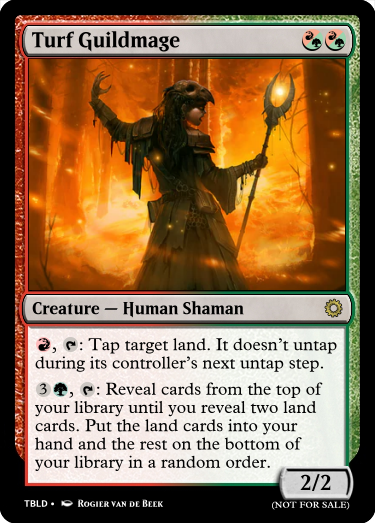 Turf Guildmage
Creature — Human Shaman
, : Tap target land. It doesn't untap
during its controller's next untap step.
3 , : Reveal cards from the top of
your library until you reveal two land
cards. Put the land cards into your
hand and the rest on the bottom of
your library in a random order.
2/2
TBLD • Rogier van de Beek
(NOT FOR SALE)